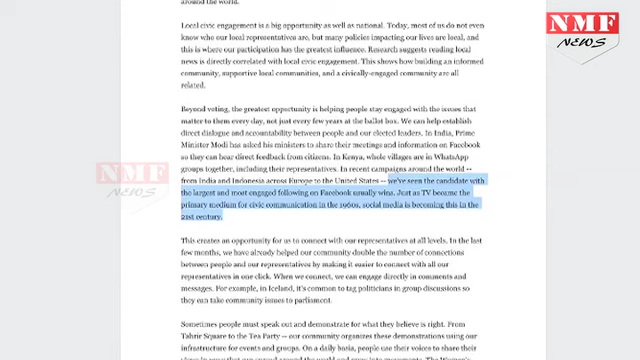 around the world.
NMF
NEWS
Local civic engagement is a big opportunity as well as national. Today, most of us do not even
know who our local representatives are, but many policies impacting our lives are local, and
this is where our participation has the greatest influence. Research suggests reading local
news is directly correlated with local civic engagement. This shows how building an informed
community, supportive local communities, and a civically-engaged community are all
related.
Beyond voting, the greatest opportunity is helping people stay engaged with the issues that
matter to them every day, not just every few years at the ballot box. We can help establish
direct dialogue and accountability between people and our elected leaders. In India, Prime
Minister Modi has asked his ministers to share their meetings and information on Facebook
so they can hear direct feedback from citizens. In Kenya, whole villages are in WhatsApp
groups together, including their representatives. In recent campaigns around the world --
from India and Indonesia across Europe to the United States -- we've seen the candidate with
the largest and most engaged following on Facebook usually wins. Just as TV became the
primary medium for civic communication in the 1960s, social media is becoming this in the
21st century.
NMF
NEWS
This creates an opportunity for us to connect with our representatives at all levels. In the last
few months, we have already helped our community double the number of connections
between people and our representatives by making it easier to connect with all our
representatives in one click. When we connect, we can engage directly in comments and
messages. For example, in Iceland, it's common to tag politicians in group discussions so
they can take community issues to parliament.
Sometimes people must speak out and demonstrate for what they believe is right. From
Tahrir Square to the Tea Party -- our community organizes these demonstrations using our
infrastructure for events and groups. On a daily basis, people use their voices to share their